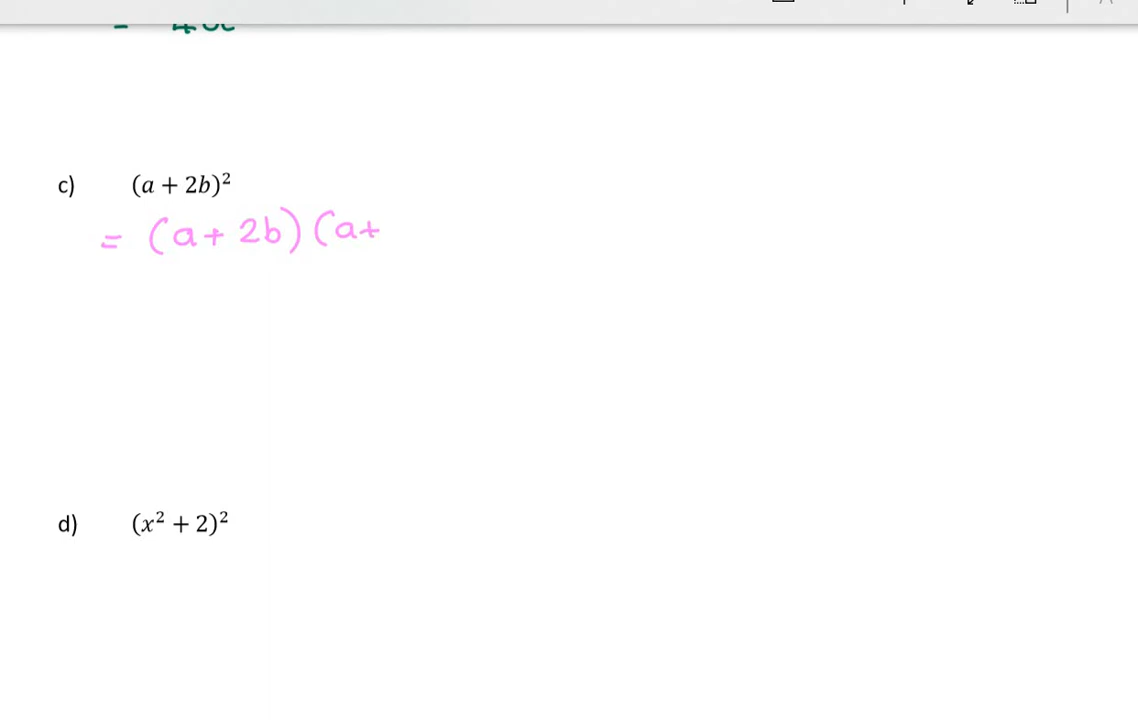 c) (a + 2b)²
= (a + 2b) (a+
d) (x² + 2)²